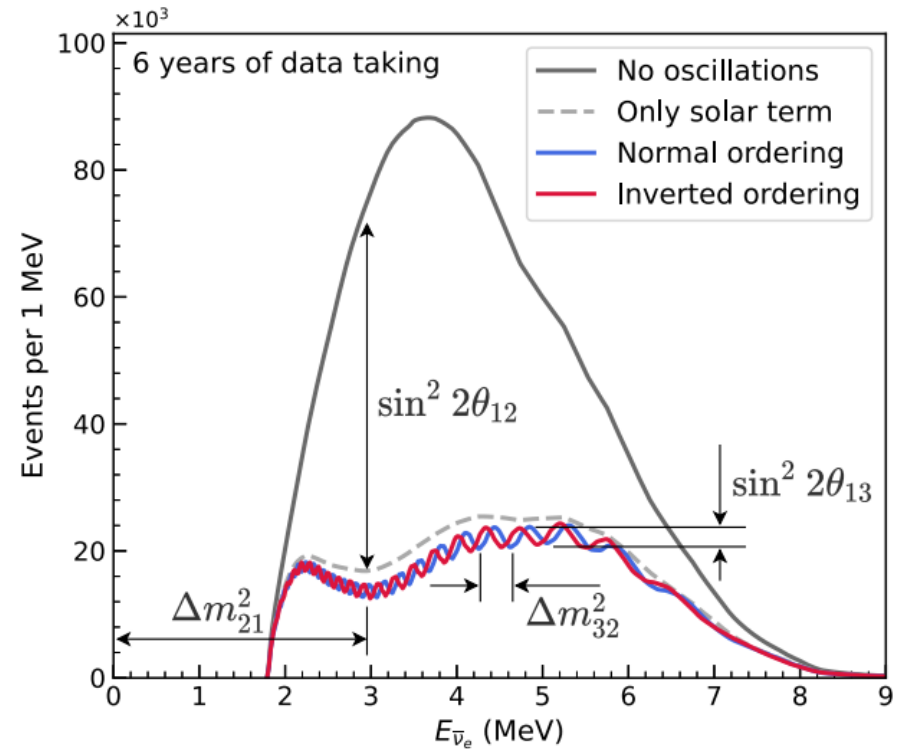 ×10³
6 years of data taking
No oscillations
Only solar term
Normal ordering
Inverted ordering
100
80
60
40
20
0
Events per 1 MeV
sin² 2θ₁₂
sin² 2θ₁₃
Δm²₂₁
Δm²₃₂
0 1 2 3 4 5 6 7 8 9
E_ν̅ₑ (MeV)